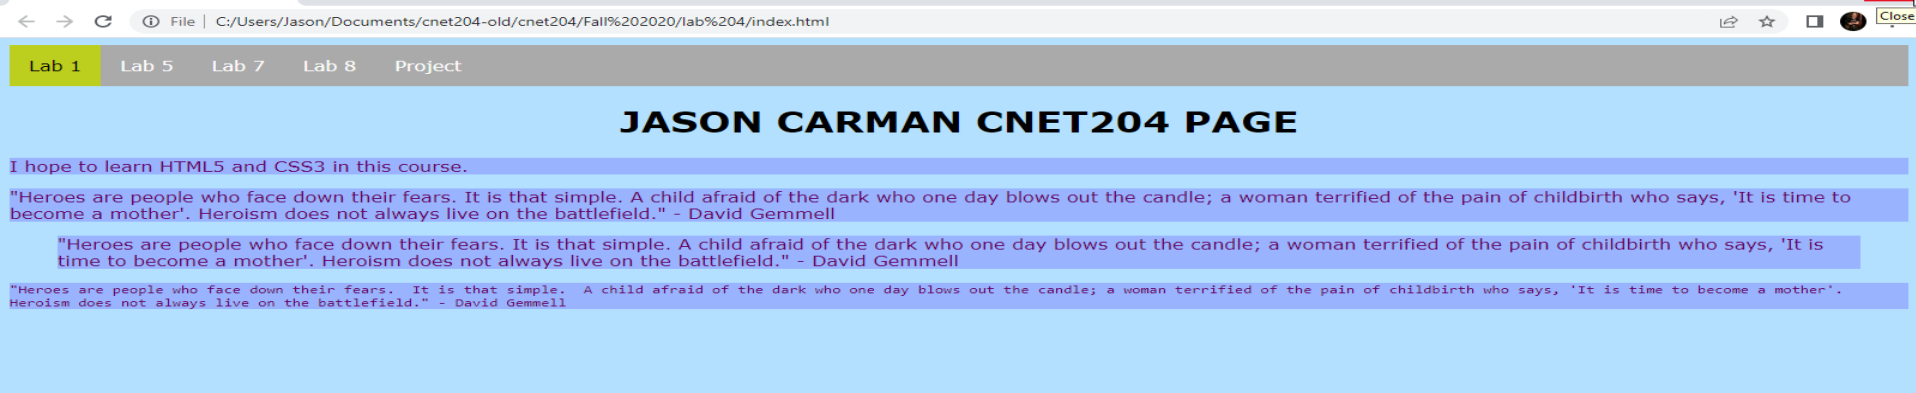 Close
File | C:/Users/Jason/Documents/cnet204-old/cnet204/Fall%202020/lab%204/index.html
Lab 1 Lab 5 Lab 7 Lab 8 Project
JASON CARMAN CNET204 PAGE
I hope to learn HTML5 and CSS3 in this course.
"Heroes are people who face down their fears. It is that simple. A child afraid of the dark who one day blows out the candle; a woman terrified of the pain of childbirth who says, 'It is time to
become a mother'. Heroism does not always live on the battlefield." - David Gemmell
"Heroes are people who face down their fears. It is that simple. A child afraid of the dark who one day blows out the candle; a woman terrified of the pain of childbirth who says, 'It is
time to become a mother'. Heroism does not always live on the battlefield." - David Gemmell
"Heroes are people who face down their fears.  It is that simple.  A child afraid of the dark who one day blows out the candle; a woman terrified of the pain of childbirth who says, 'It is time to become a mother'.
Heroism does not always live on the battlefield." - David Gemmell